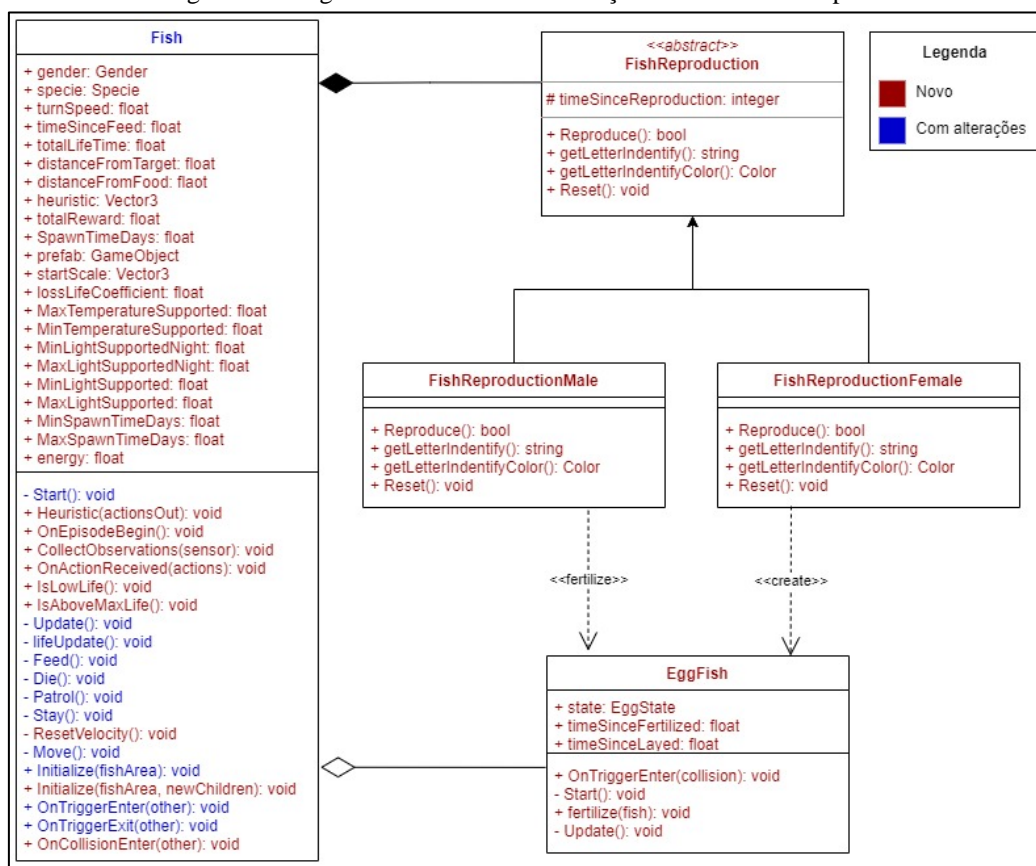 Fish
+ gender: Gender
+ specie: Specie
+ turnSpeed: float
+ timeSinceFeed: float
+ totalLifeTime: float
+ distanceFromTarget: float
+ distanceFromFood: flaot
+ heuristic: Vector3
+ totalReward: float
+ SpawnTimeDays: float
+ prefab: GameObject
+ startScale: Vector3
+ lossLifeCoefficient: float
+ MaxTemperatureSupported: float
+ MinTemperatureSupported: float
+ MinLightSupportedNight: float
+ MaxLightSupportedNight: float
+ MinLightSupported: float
+ MaxLightSupported: float
+ MinSpawnTimeDays: float
+ MaxSpawnTimeDays: float
+ energy: float
- Start(): void
+ Heuristic(actionsOut): void
+ OnEpisodeBegin(): void
+ CollectObservations(sensor): void
+ OnActionReceived(actions): void
+ IsLowLife(): void
+ IsAboveMaxLife(): void
- Update(): void
- lifeUpdate(): void
- Feed(): void
- Die(): void
- Patrol(): void
- Stay(): void
- ResetVelocity(): void
- Move(): void
+ Initialize(fishArea): void
+ Initialize(fishArea, newChildren): void
+ OnTriggerEnter(other): void
+ OnTriggerExit(other): void
+ OnCollisionEnter(other): void
<<abstract>>
FishReproduction
# timeSinceReproduction: integer
+ Reproduce(): bool
+ getLetterIndentify(): string
+ getLetterIndentifyColor(): Color
+ Reset(): void
Legenda
Novo
Com alterações
FishReproductionMale
+ Reproduce(): bool
+ getLetterIndentify(): string
+ getLetterIndentifyColor(): Color
+ Reset(): void
FishReproductionFemale
+ Reproduce(): bool
+ getLetterIndentify(): string
+ getLetterIndentifyColor(): Color
+ Reset(): void
<<fertilize>>
<<create>>
EggFish
+ state: EggState
+ timeSinceFertilized: float
+ timeSinceLayed: float
+ OnTriggerEnter(collision): void
- Start(): void
+ fertilize(fish): void
- Update(): void